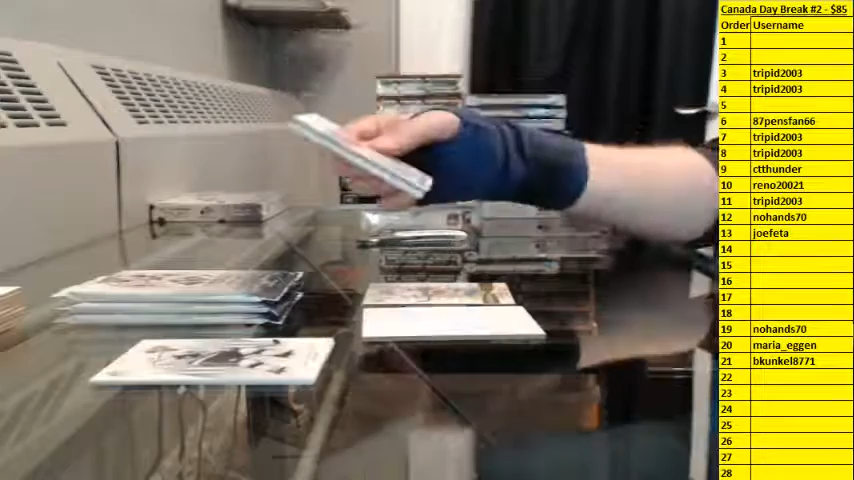 Canada Day Break #2 - $85
Order Username
1
2
3 tripid2003
4 tripid2003
5
6 87pensfan66
7 tripid2003
8 tripid2003
9 ctthunder
10 reno20021
11 tripid2003
12 nohands70
13 joefeta
14
15
16
17
18
19 nohands70
20 maria_eggen
21 bkunkel8771
22
23
24
25
26
27
28